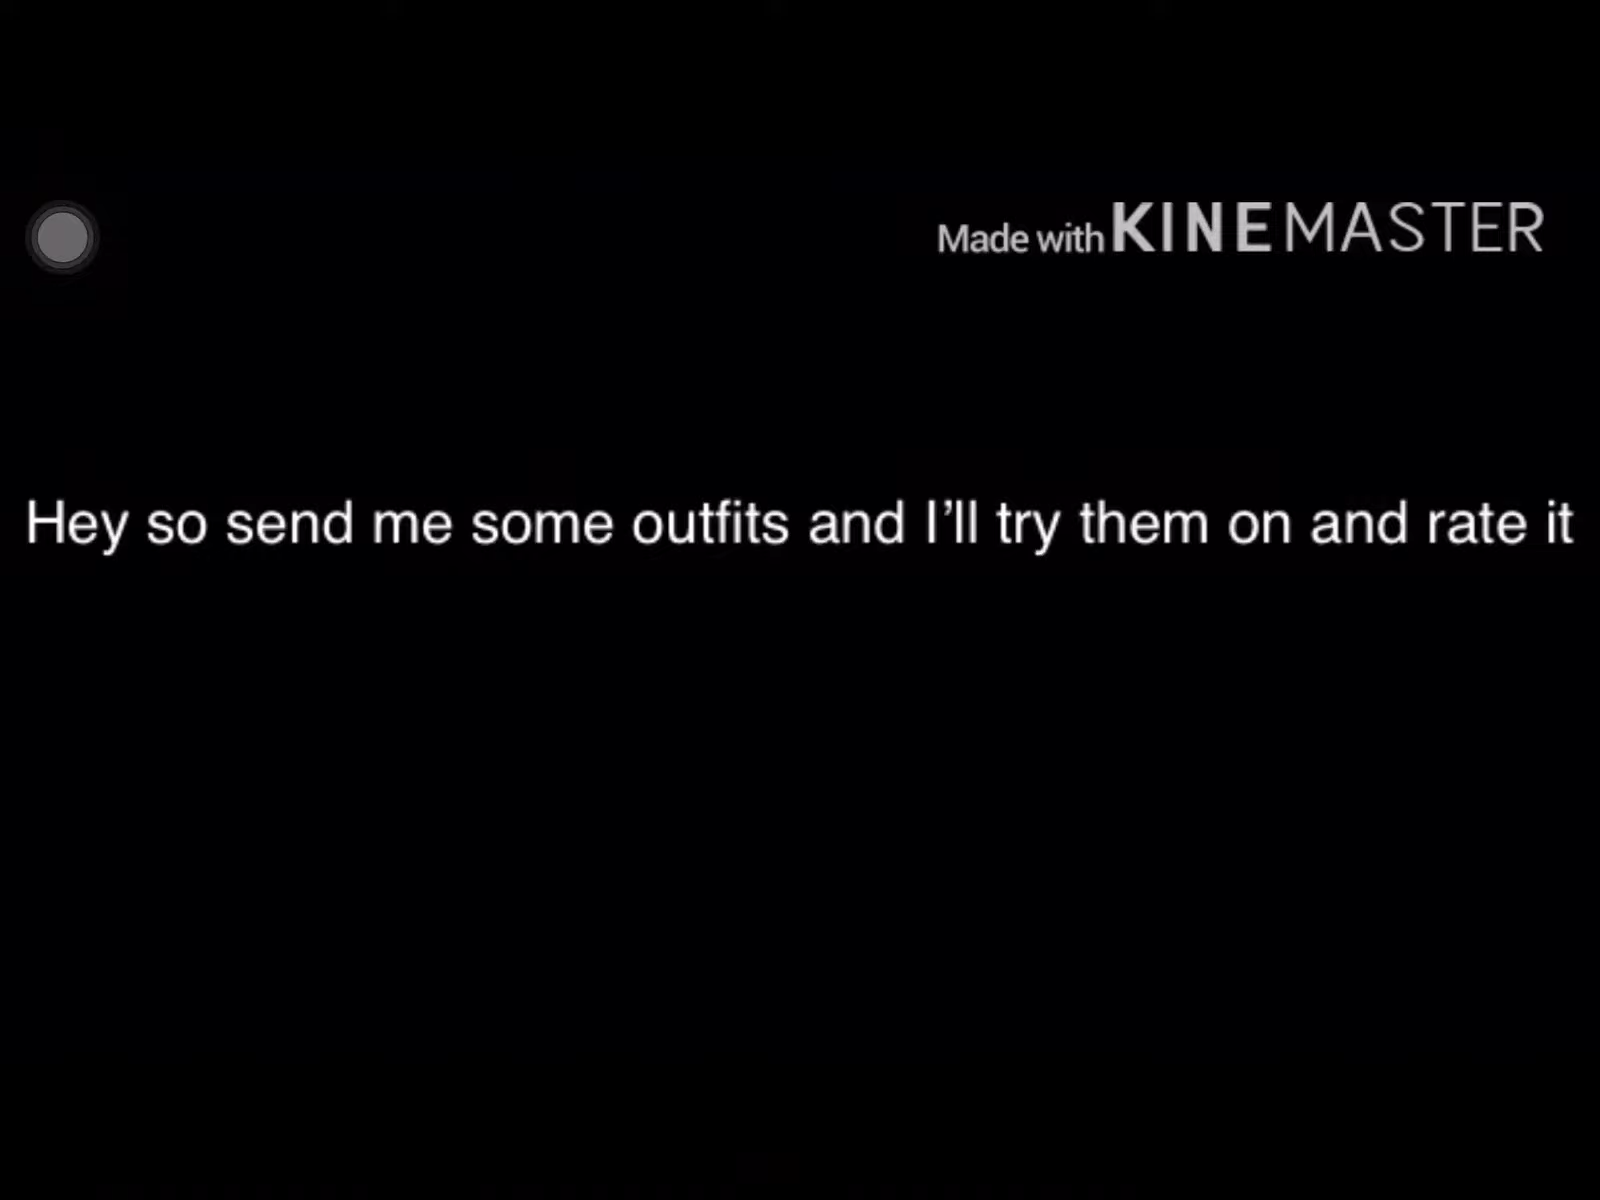 Made with KINEMASTER
Hey so send me some outfits and I’ll try them on and rate it